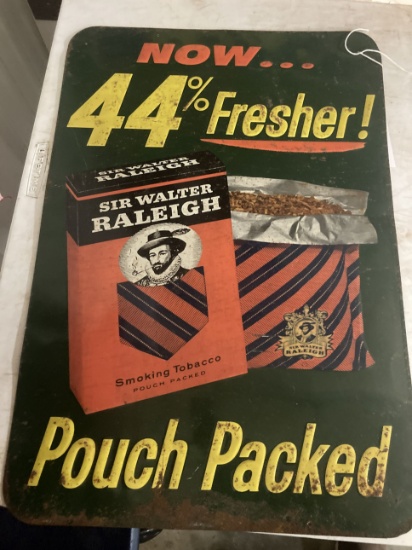 NOW...
44% Fresher!
SIR WALTER
RALEIGH
SIR WALTER
RALEIGH
Smoking Tobacco
POUCH PACKED
SIR WALTER
RALEIGH
Pouch Packed